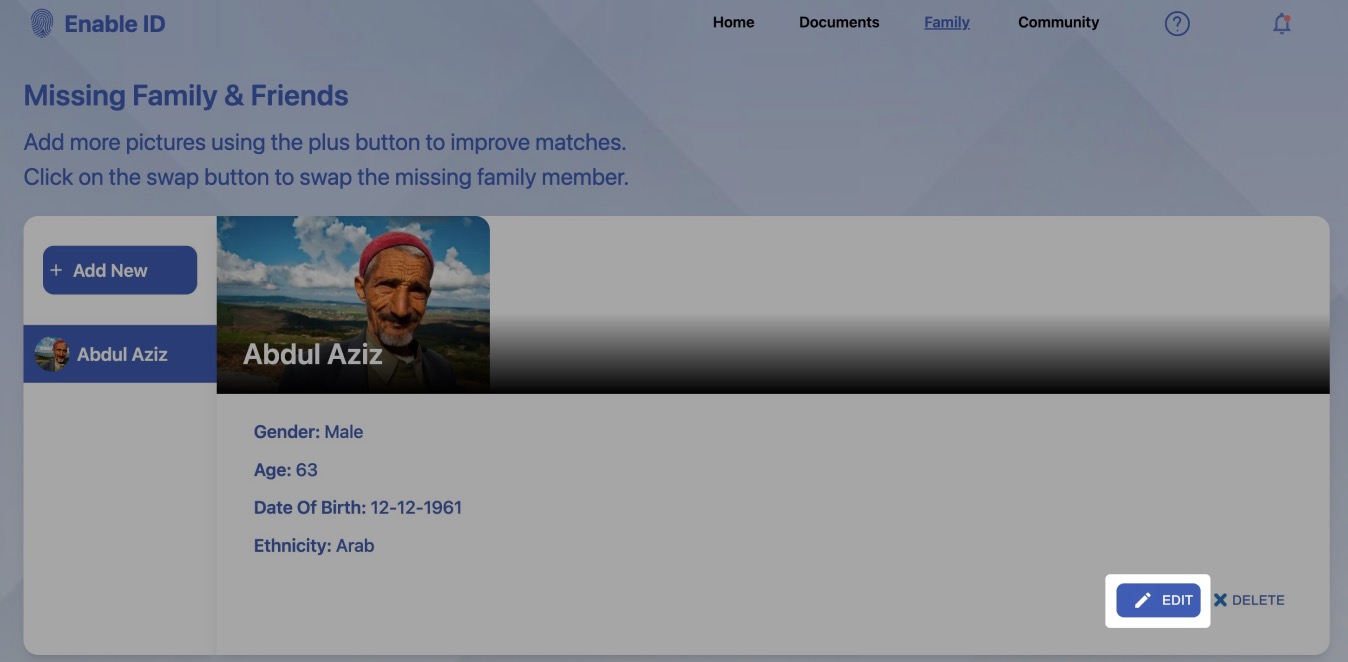 Enable ID
Home Documents Family Community ?
Missing Family & Friends
Add more pictures using the plus button to improve matches.
Click on the swap button to swap the missing family member.
+ Add New
Abdul Aziz
Abdul Aziz
Gender: Male
Age: 63
Date Of Birth: 12-12-1961
Ethnicity: Arab
EDIT DELETE